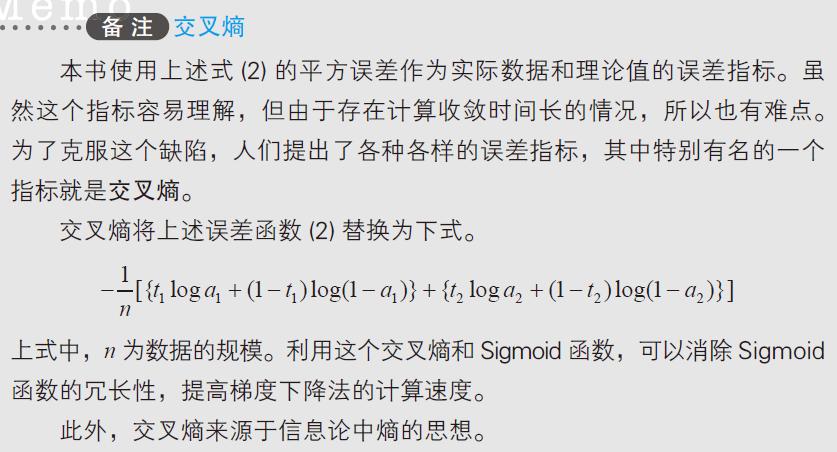 Memo
备注 交叉熵
本书使用上述式 (2) 的平方误差作为实际数据和理论值的误差指标。虽
然这个指标容易理解，但由于存在计算收敛时间长的情况，所以也有难点。
为了克服这个缺陷，人们提出了各种各样的误差指标，其中特别有名的一个
指标就是交叉熵。
交叉熵将上述误差函数 (2) 替换为下式。
$-\frac{1}{n}[\{t_1 \log a_1 + (1-t_1)\log(1-a_1)\} + \{t_2 \log a_2 + (1-t_2)\log(1-a_2)\}]$
上式中，n 为数据的规模。利用这个交叉熵和 Sigmoid 函数，可以消除 Sigmoid
函数的冗长性，提高梯度下降法的计算速度。
此外，交叉熵来源于信息论中熵的思想。